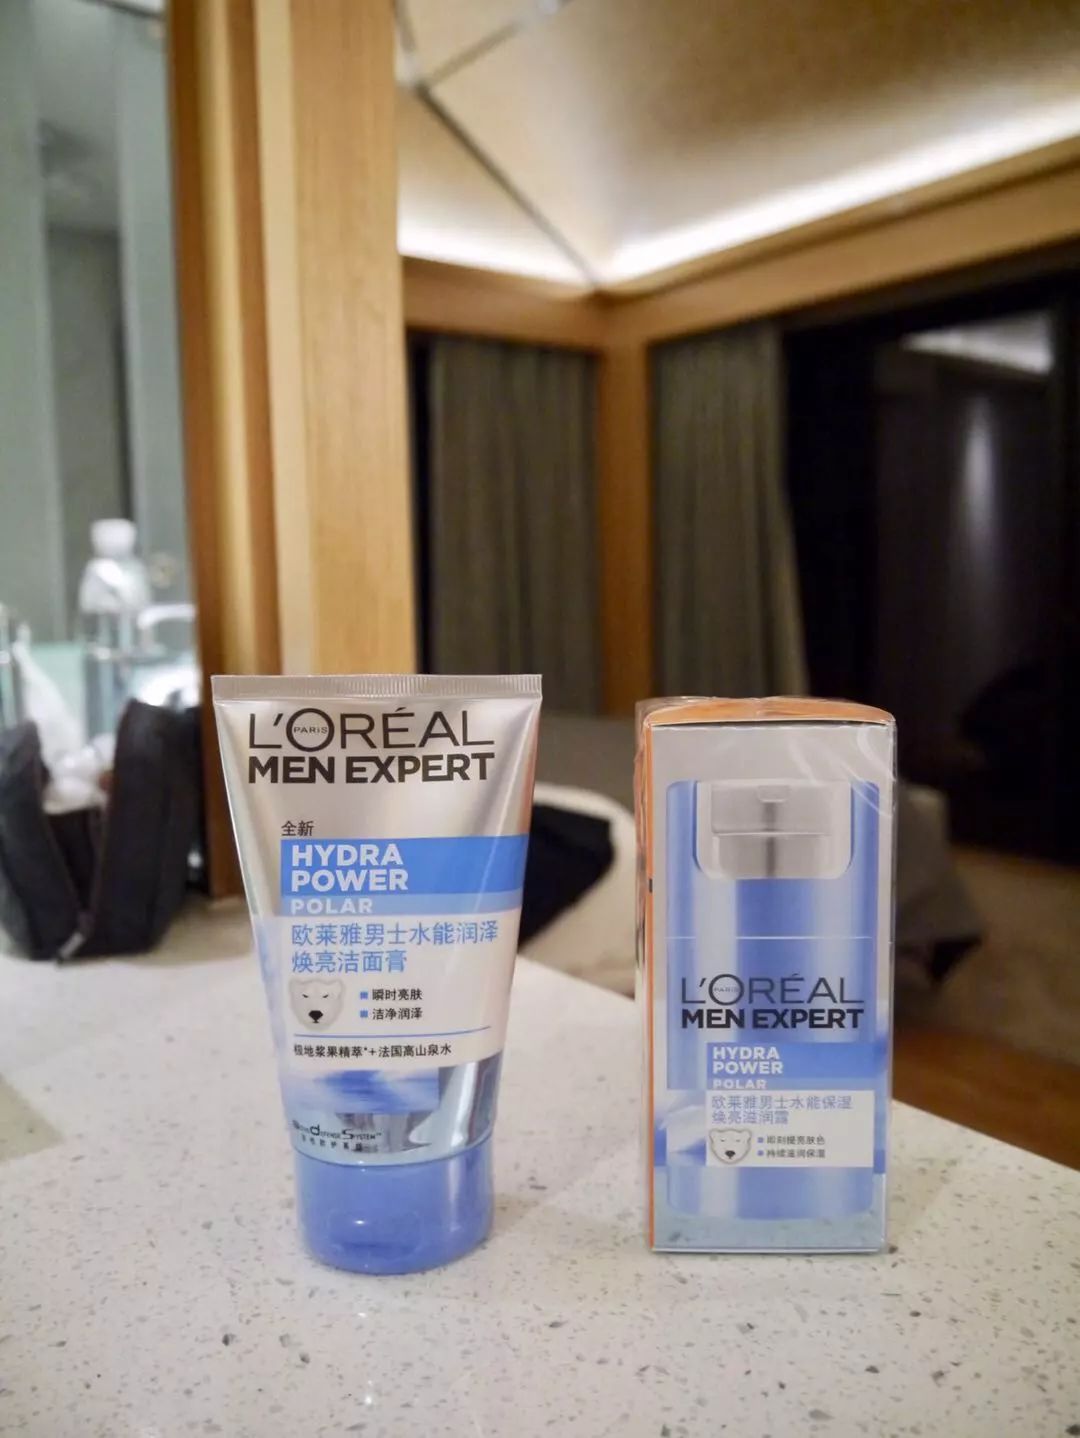 L'ORÉAL
PARIS
MEN EXPERT
全新
HYDRA
POWER
POLAR
欧莱雅男士水能润泽
焕亮洁面膏
瞬时亮肤
洁净润泽
极地浆果精萃*+法国高山泉水
DEFENSE SYSTEM™
L'ORÉAL
PARIS
MEN EXPERT
HYDRA
POWER
POLAR
欧莱雅男士水能保湿
焕亮滋润露
即刻提亮肤色
持续滋润保湿